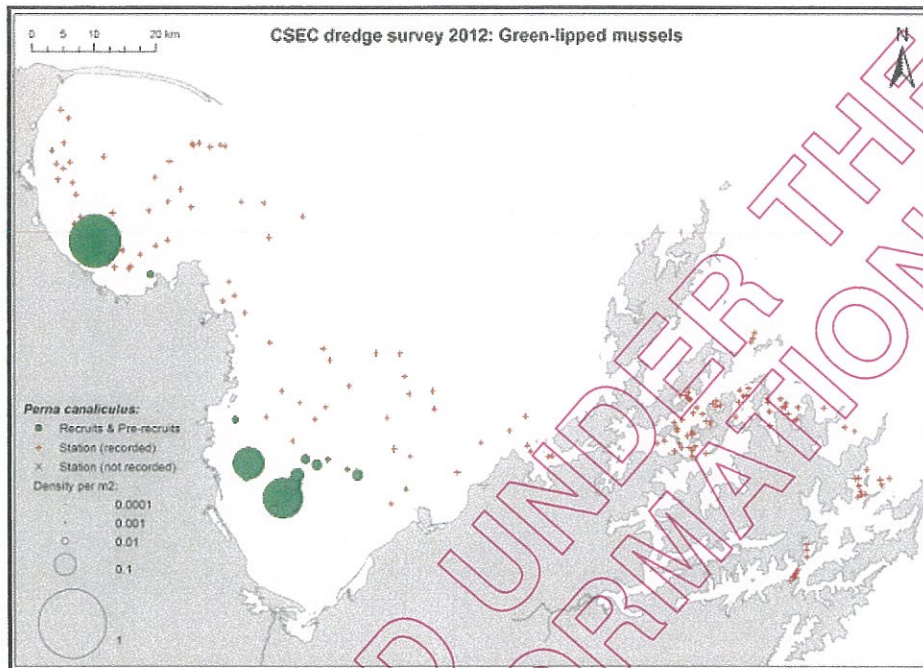 0 5 10 20 km
CSEC dredge survey 2012: Green-lipped mussels
N
Perna canaliculus:
Recruits & Pre-recruits
Station (recorded)
Station (not recorded)
Density per m2:
0.0001
0.001
0.01
0.1
1
D UNDER THE
ORMATION